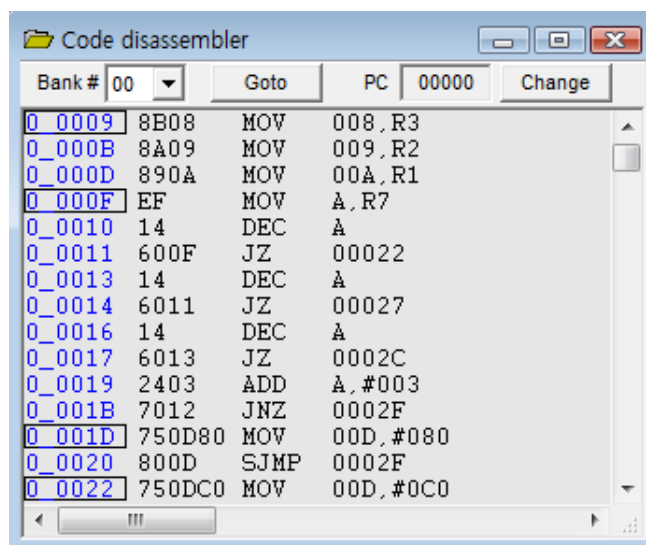 Code disassembler
Bank # 00 Goto PC 00000 Change
0_0009 8B08 MOV 008,R3
0_000B 8A09 MOV 009,R2
0_000D 890A MOV 00A,R1
0_000F EF MOV A,R7
0_0010 14 DEC A
0_0011 600F JZ 00022
0_0013 14 DEC A
0_0014 6011 JZ 00027
0_0016 14 DEC A
0_0017 6013 JZ 0002C
0_0019 2403 ADD A,#003
0_001B 7012 JNZ 0002F
0_001D 750D80 MOV 00D,#080
0_0020 800D SJMP 0002F
0_0022 750DC0 MOV 00D,#0C0